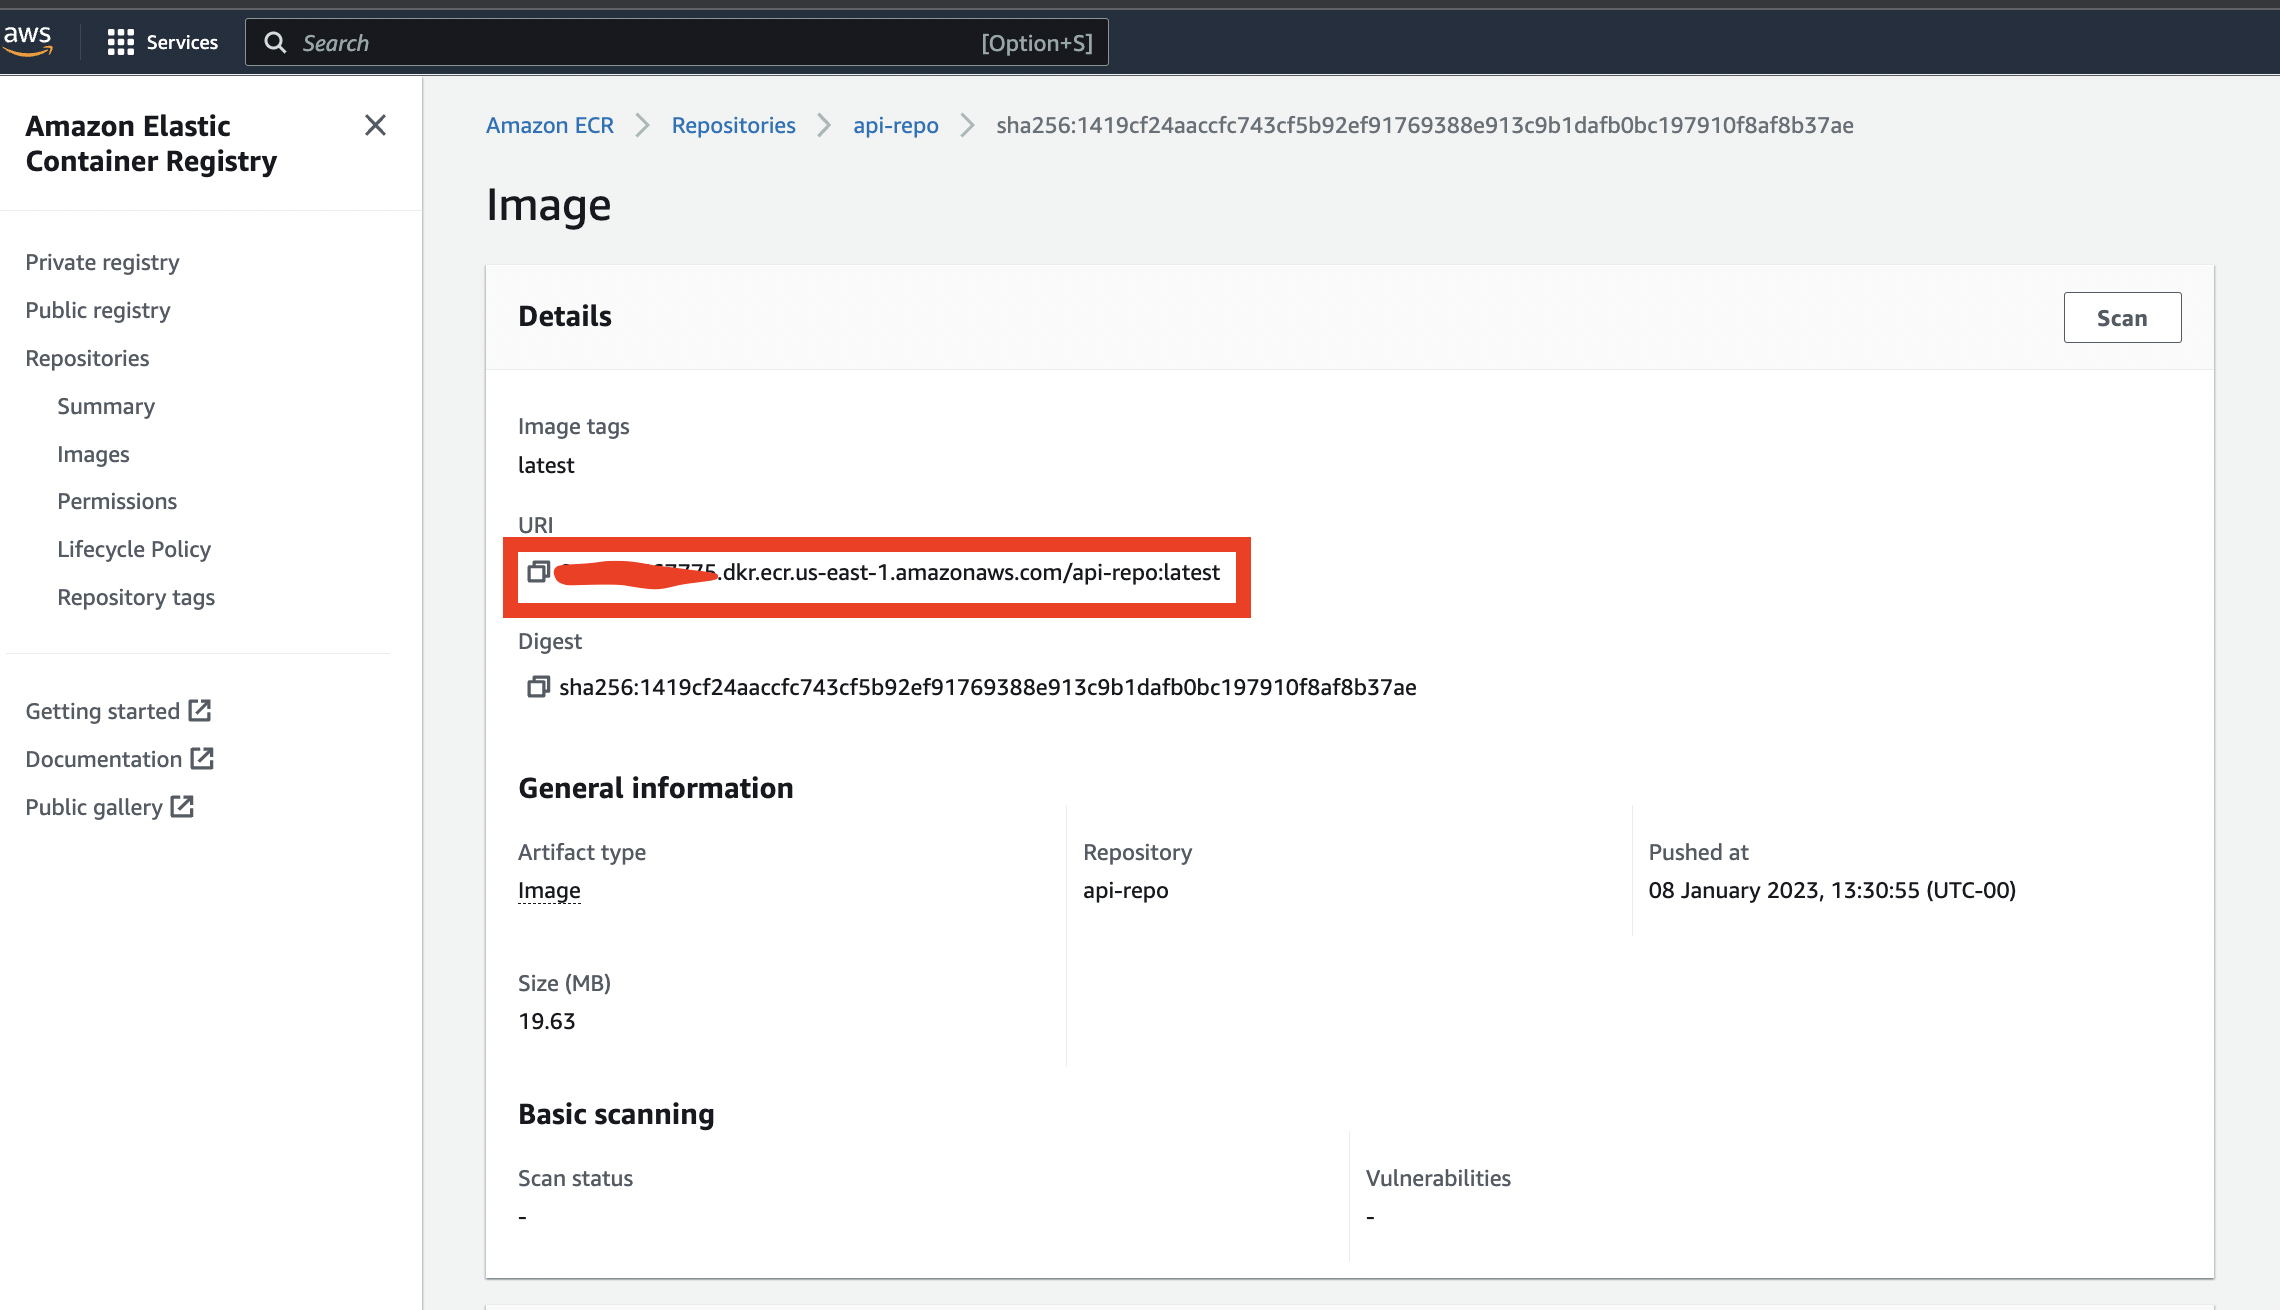 aws
Services
Search
[Option+S]
Amazon Elastic
Container Registry
Private registry
Public registry
Repositories
Summary
Images
Permissions
Lifecycle Policy
Repository tags
Getting started
Documentation
Public gallery
Amazon ECR
Repositories
api-repo
sha256:1419cf24aaccfc743cf5b92ef91769388e913c9b1dafb0bc197910f8af8b37ae
Image
Details
Scan
Image tags
latest
URI
.dkr.ecr.us-east-1.amazonaws.com/api-repo:latest
Digest
sha256:1419cf24aaccfc743cf5b92ef91769388e913c9b1dafb0bc197910f8af8b37ae
General information
Artifact type
Image
Repository
api-repo
Pushed at
08 January 2023, 13:30:55 (UTC-00)
Size (MB)
19.63
Basic scanning
Scan status
-
Vulnerabilities
-